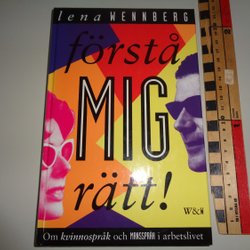 lena WENNBERG
förstå
MIG
rätt!
W&W
Om kvinnospråk och MANSSPRÅK i arbetslivet